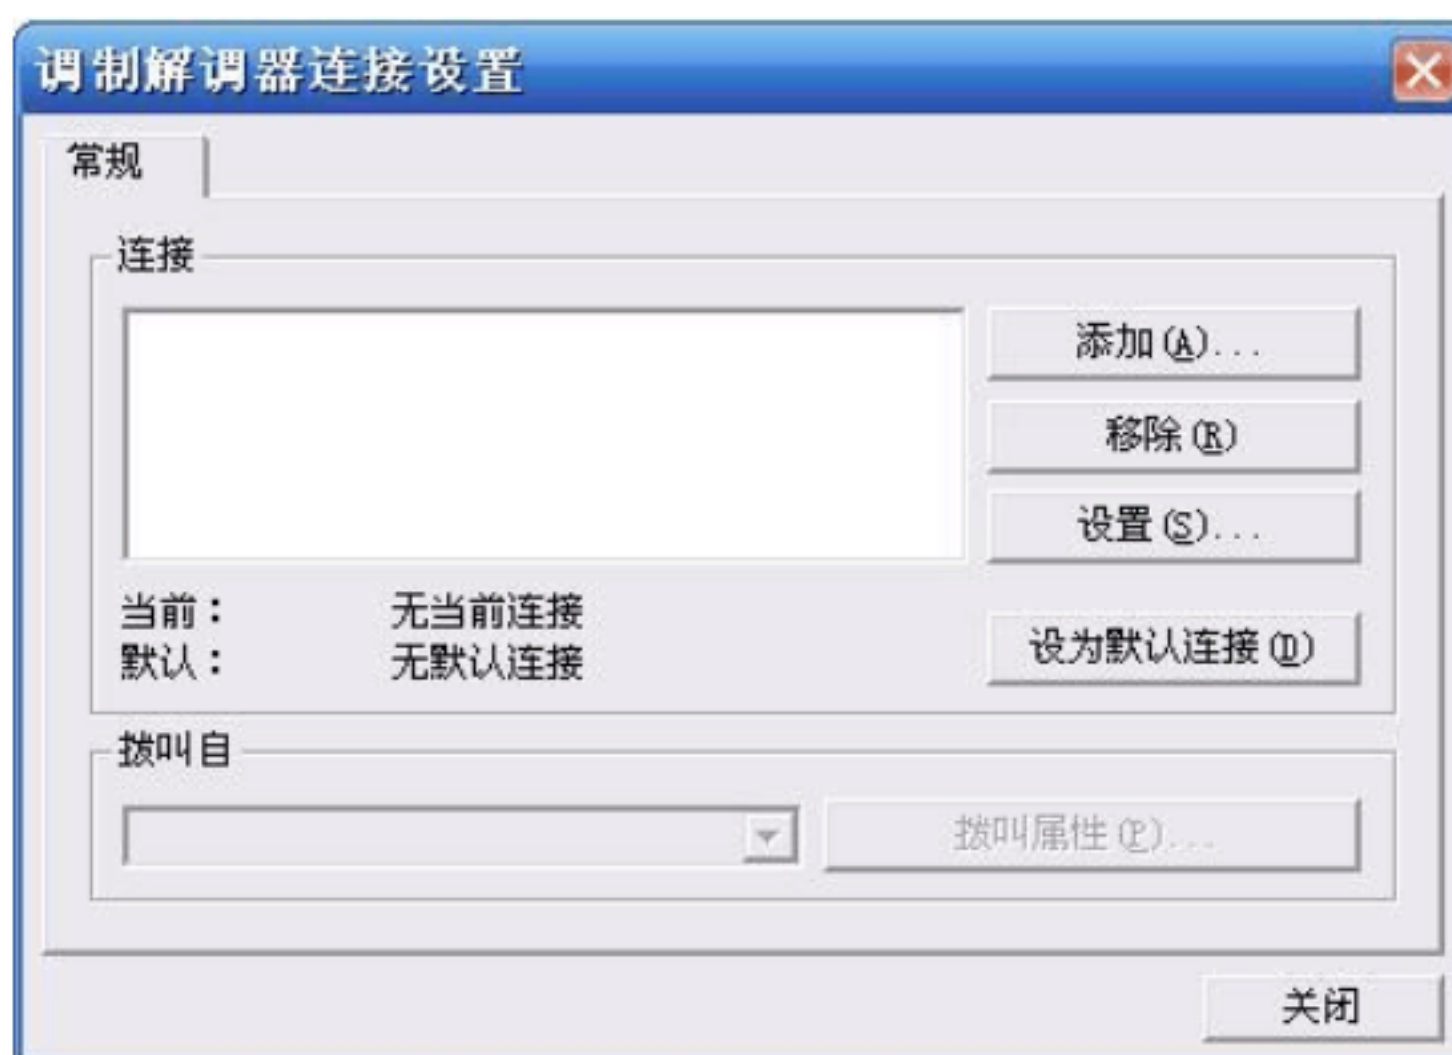 调制解调器连接设置
常规
连接
添加(A)...
移除(R)
设置(S)...
当前： 无当前连接
默认： 无默认连接
设为默认连接(D)
拨叫自
拨叫属性(P)...
关闭